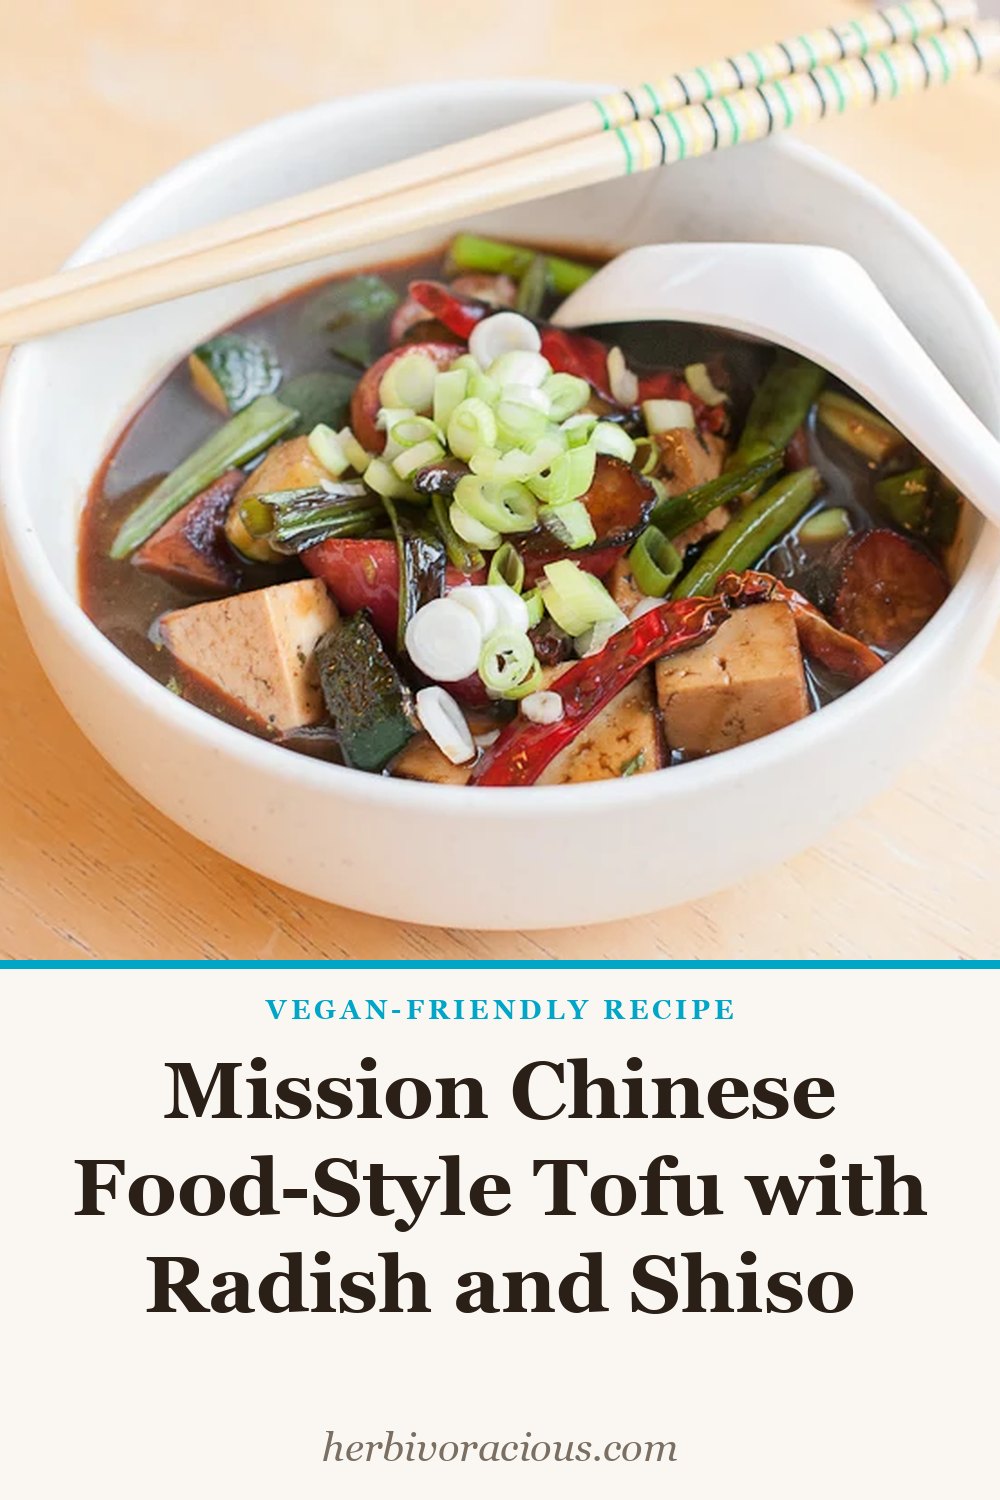 VEGAN-FRIENDLY RECIPE
Mission Chinese
Food-Style Tofu with
Radish and Shiso
herbivoracious.com